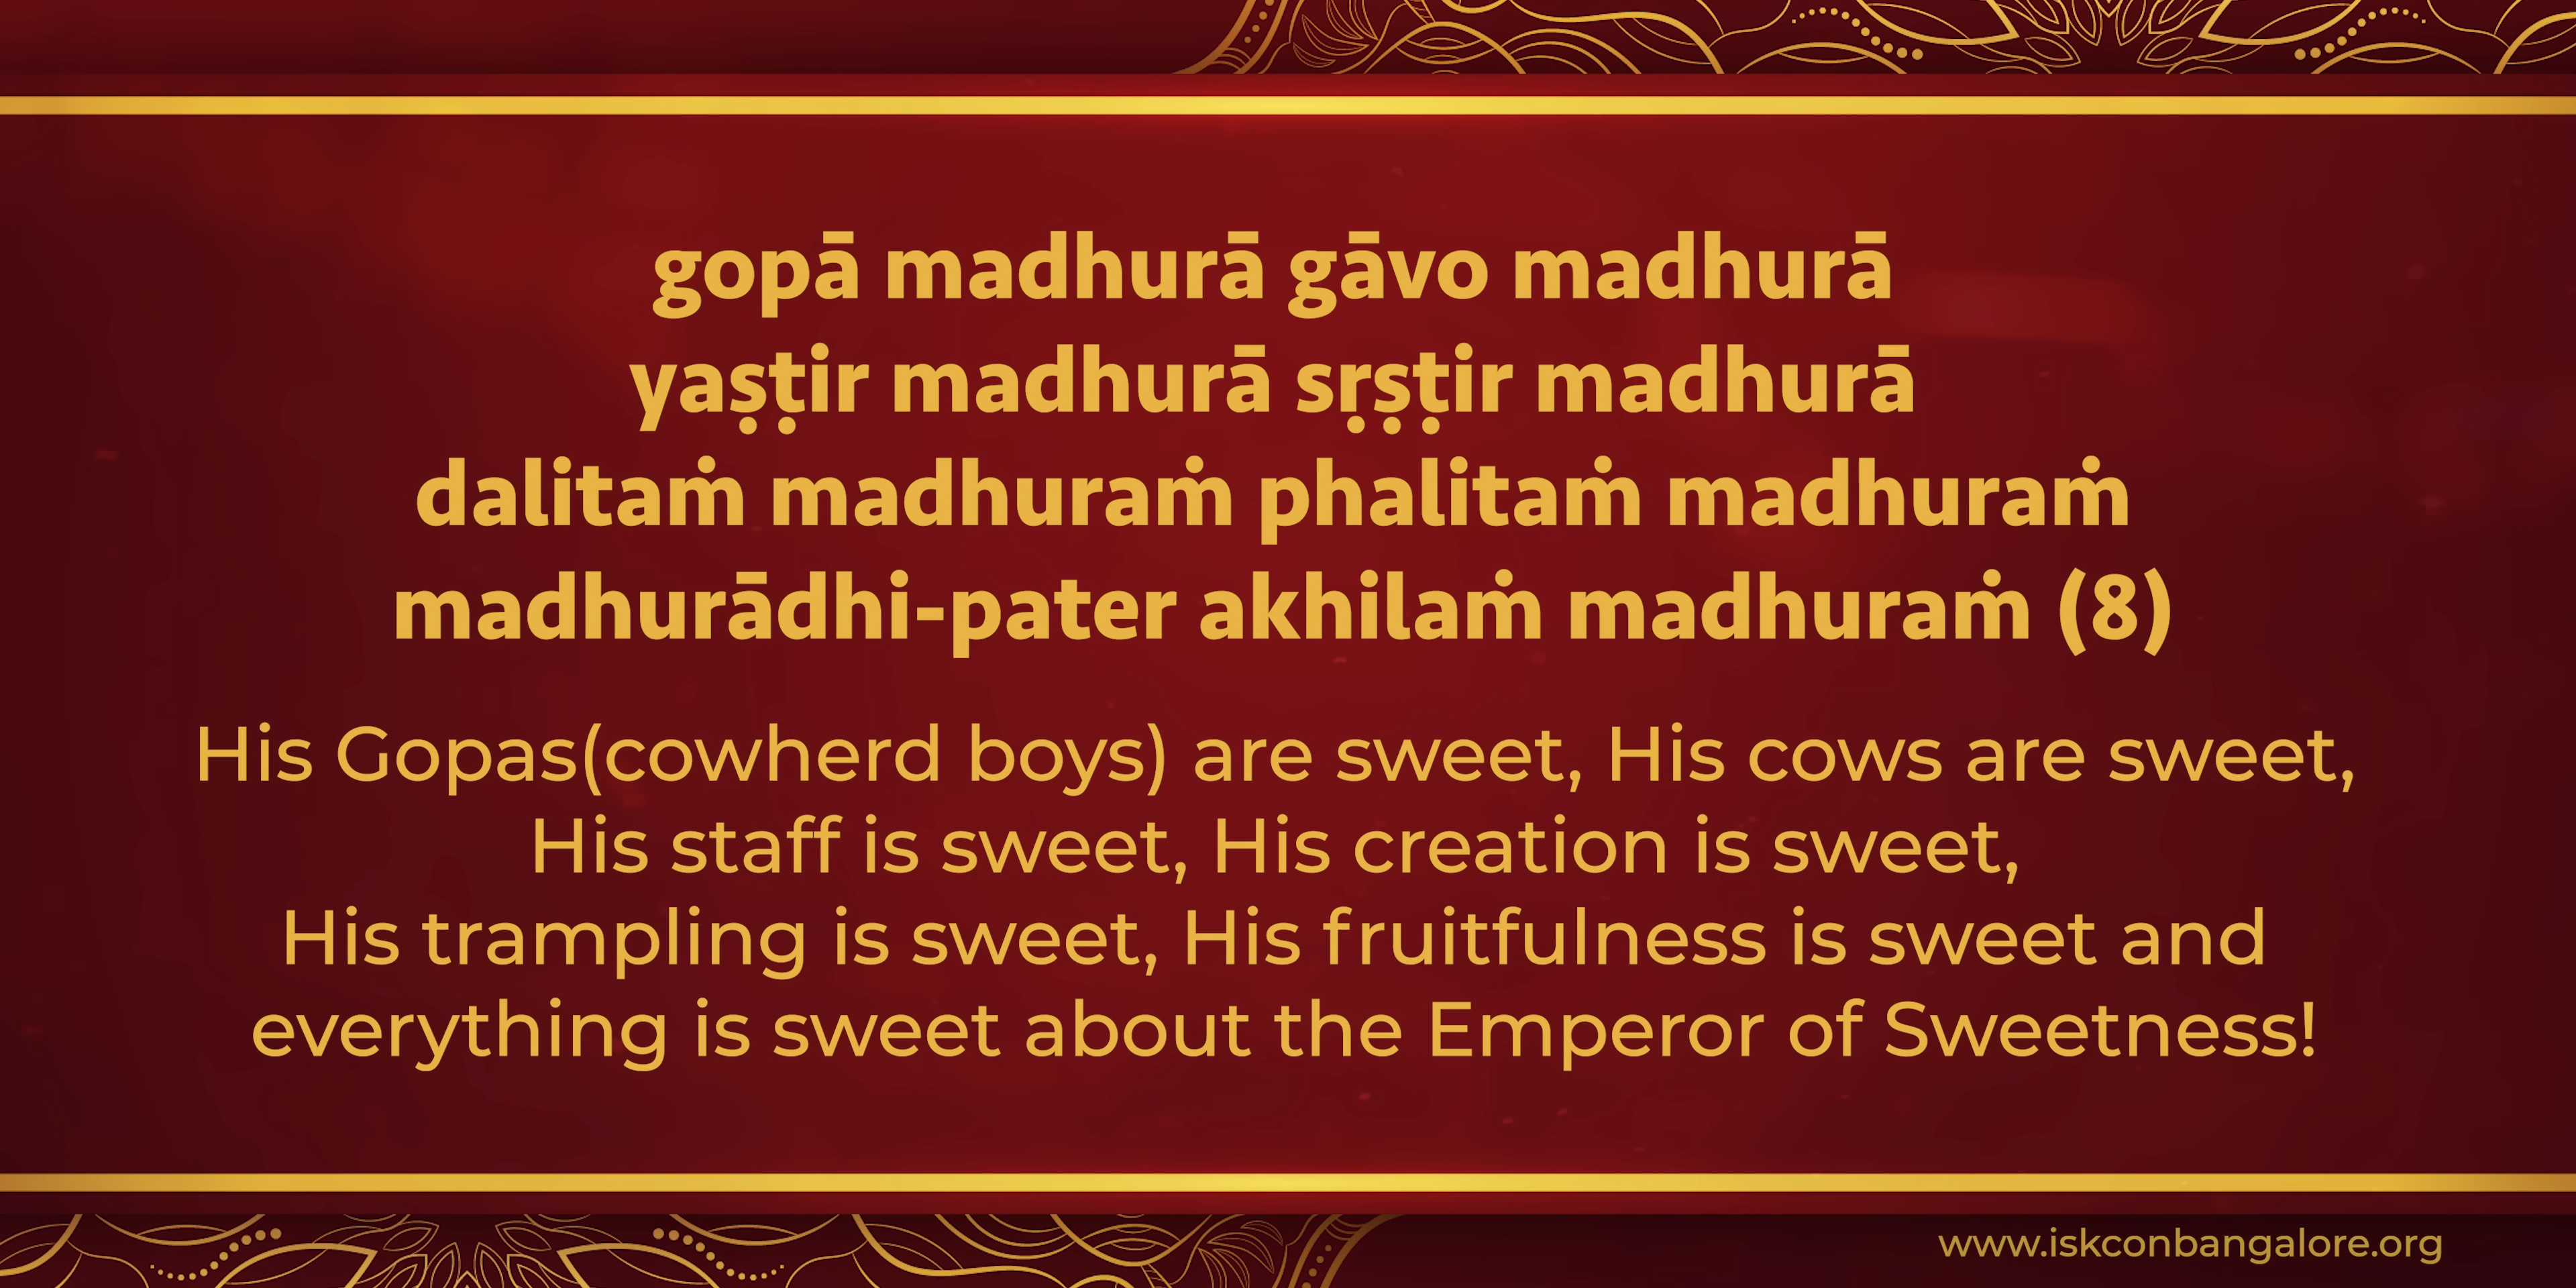 gopā madhurā gāvo madhurā
yaṣṭir madhurā sṛṣṭir madhurā
dalitaṁ madhuraṁ phalitaṁ madhuraṁ
madhurādhi-pater akhilaṁ madhuraṁ (8)
His Gopas(cowherd boys) are sweet, His cows are sweet,
His staff is sweet, His creation is sweet,
His trampling is sweet, His fruitfulness is sweet and
everything is sweet about the Emperor of Sweetness!
www.iskconbangalore.org